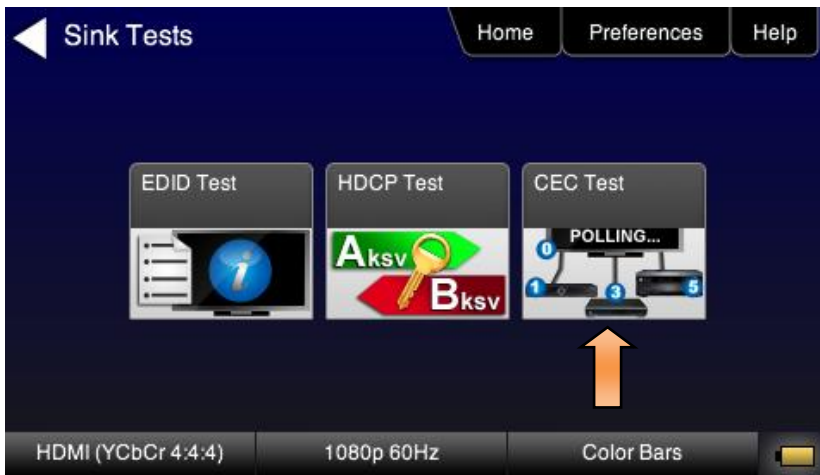 Sink Tests
Home
Preferences
Help
EDID Test
HDCP Test
CEC Test
i
Aksv
Bksv
POLLING...
0
1
3
5
HDMI (YCbCr 4:4:4)
1080p 60Hz
Color Bars